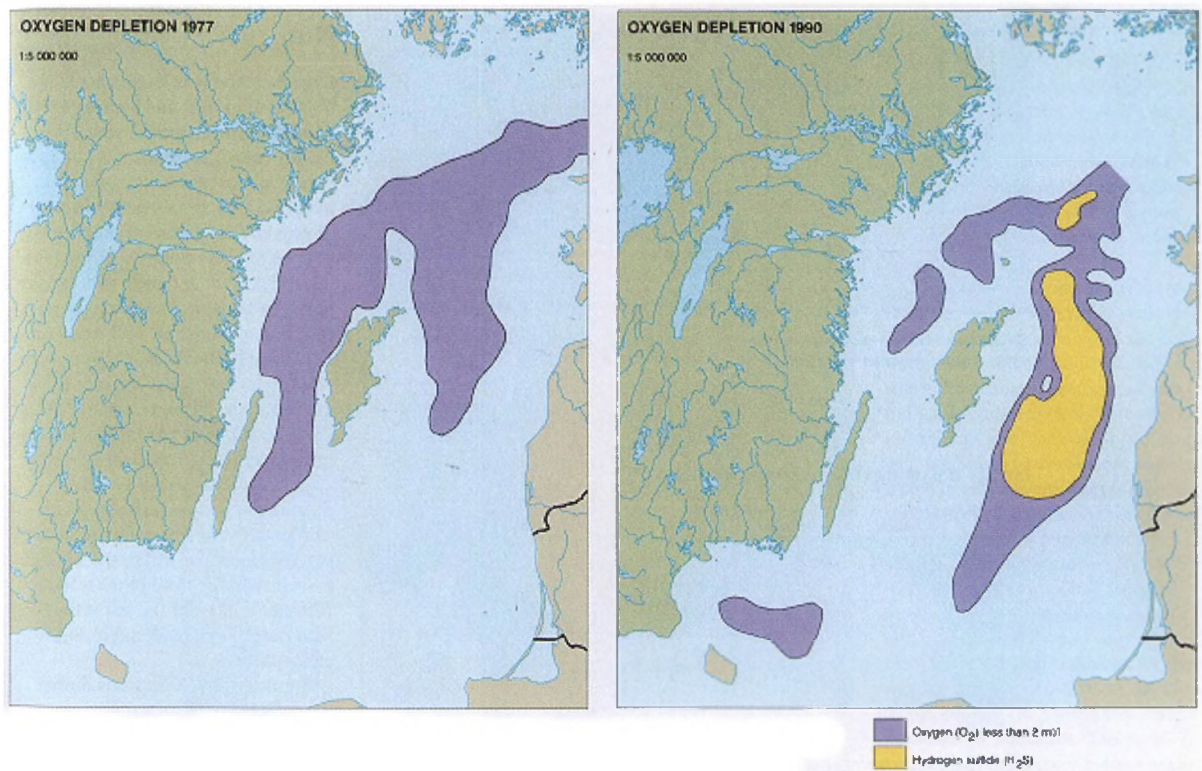 OXYGEN DEPLETION 1977
1:5 000 000
OXYGEN DEPLETION 1990
1:5 000 000
Oxygen (O2) less than 2 ml/l
Hydrogen sulfide (H2S)